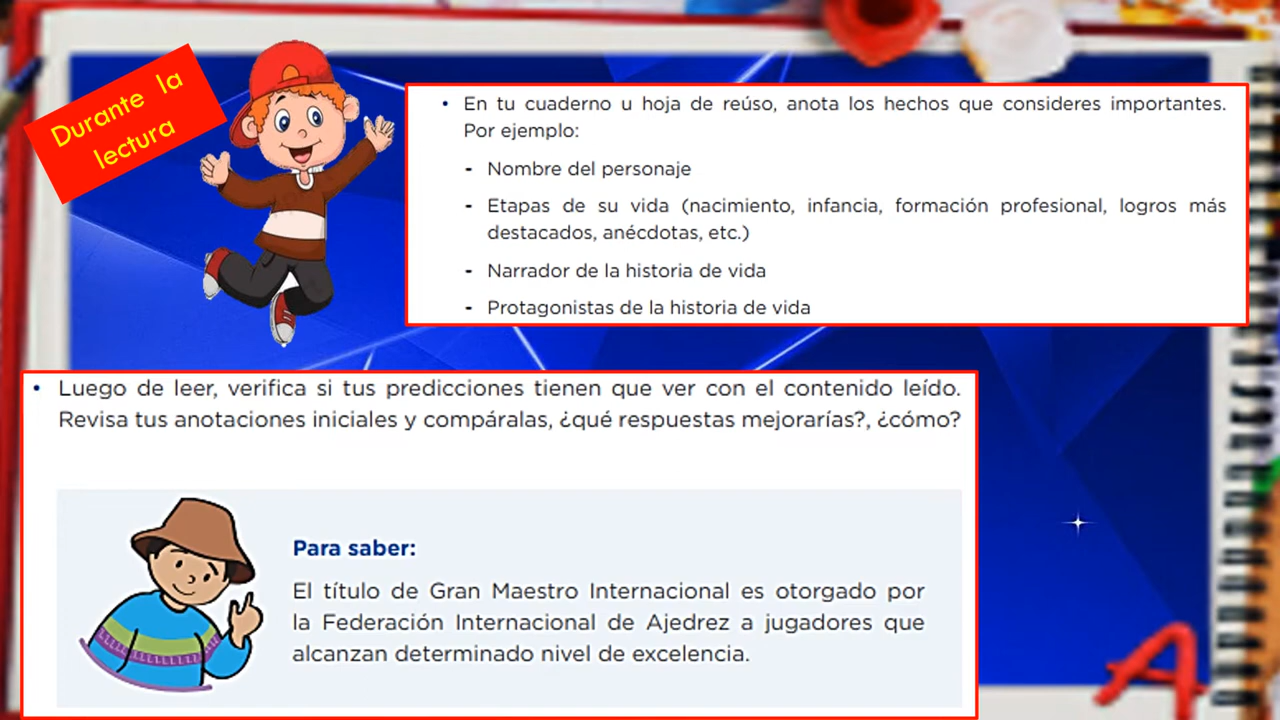 Durante la
lectura
• En tu cuaderno u hoja de reúso, anota los hechos que consideres importantes.
Por ejemplo:
- Nombre del personaje
- Etapas de su vida (nacimiento, infancia, formación profesional, logros más
destacados, anécdotas, etc.)
- Narrador de la historia de vida
- Protagonistas de la historia de vida
• Luego de leer, verifica si tus predicciones tienen que ver con el contenido leído.
Revisa tus anotaciones iniciales y compáralas, ¿qué respuestas mejorarías?, ¿cómo?
Para saber:
El título de Gran Maestro Internacional es otorgado por
la Federación Internacional de Ajedrez a jugadores que
alcanzan determinado nivel de excelencia.
A